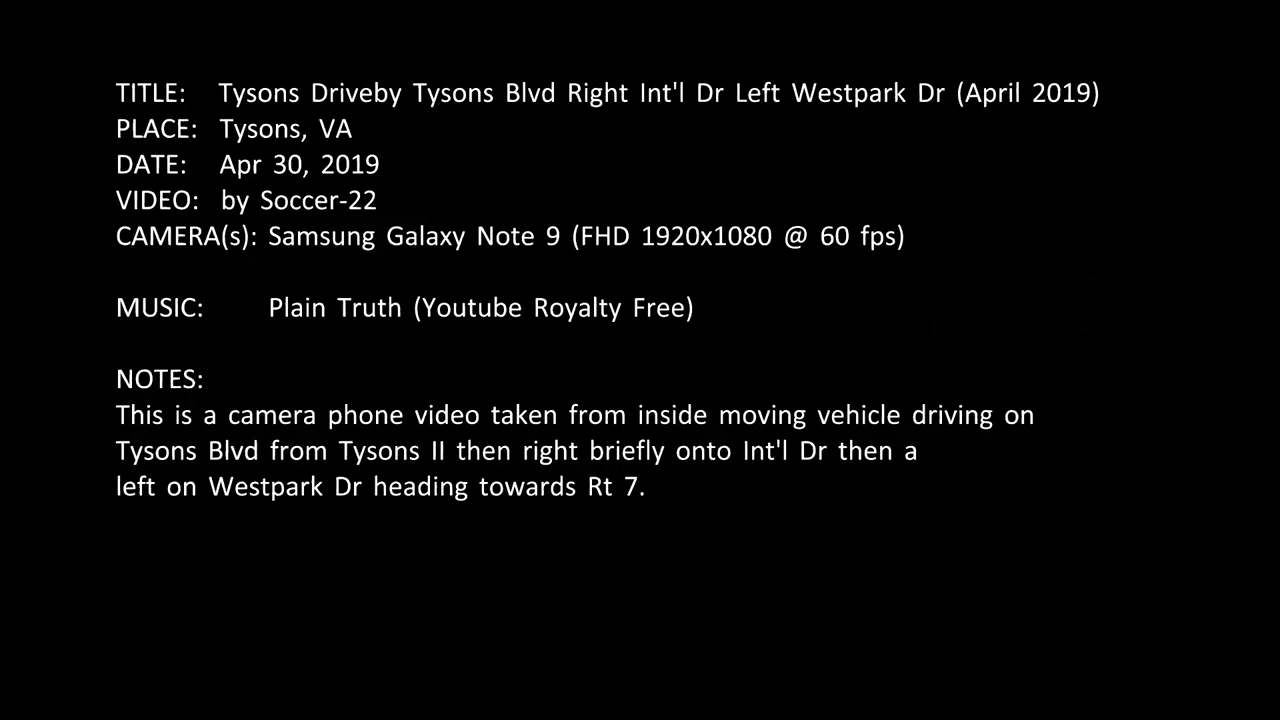 TITLE: Tysons Driveby Tysons Blvd Right Int'l Dr Left Westpark Dr (April 2019)
PLACE: Tysons, VA
DATE: Apr 30, 2019
VIDEO: by Soccer-22
CAMERA(s): Samsung Galaxy Note 9 (FHD 1920x1080 @ 60 fps)
MUSIC: Plain Truth (Youtube Royalty Free)
NOTES:
This is a camera phone video taken from inside moving vehicle driving on
Tysons Blvd from Tysons II then right briefly onto Int'l Dr then a
left on Westpark Dr heading towards Rt 7.